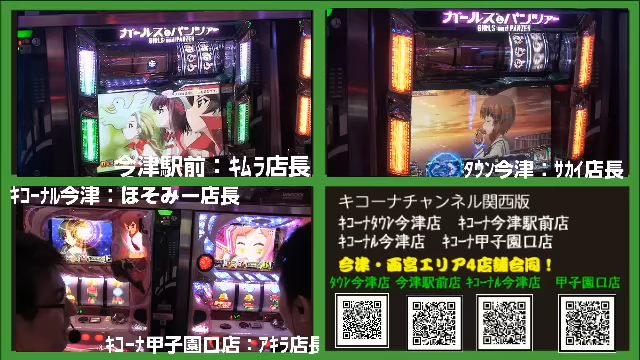 ガールズ&パンツァー
GIRLS und PANZER
今津駅前：ｷﾑﾗ店長
ガールズ&パンツァー
GIRLS und PANZER
ﾀｳﾝ今津：ｻｶｲ店長
ｷｺｰﾅﾙ今津：ほそみー店長
ｷｺｰﾅ甲子園口店：ｱｷﾗ店長
キコーナチャンネル関西版
ｷｺｰﾅﾀｳﾝ今津店 ｷｺｰﾅ今津駅前店
ｷｺｰﾅﾙ今津店 ｷｺｰﾅ甲子園口店
今津・西宮エリア4店舗合同！
ﾀｳﾝ今津店 今津駅前店 ｷｺｰﾅﾙ今津店 甲子園口店